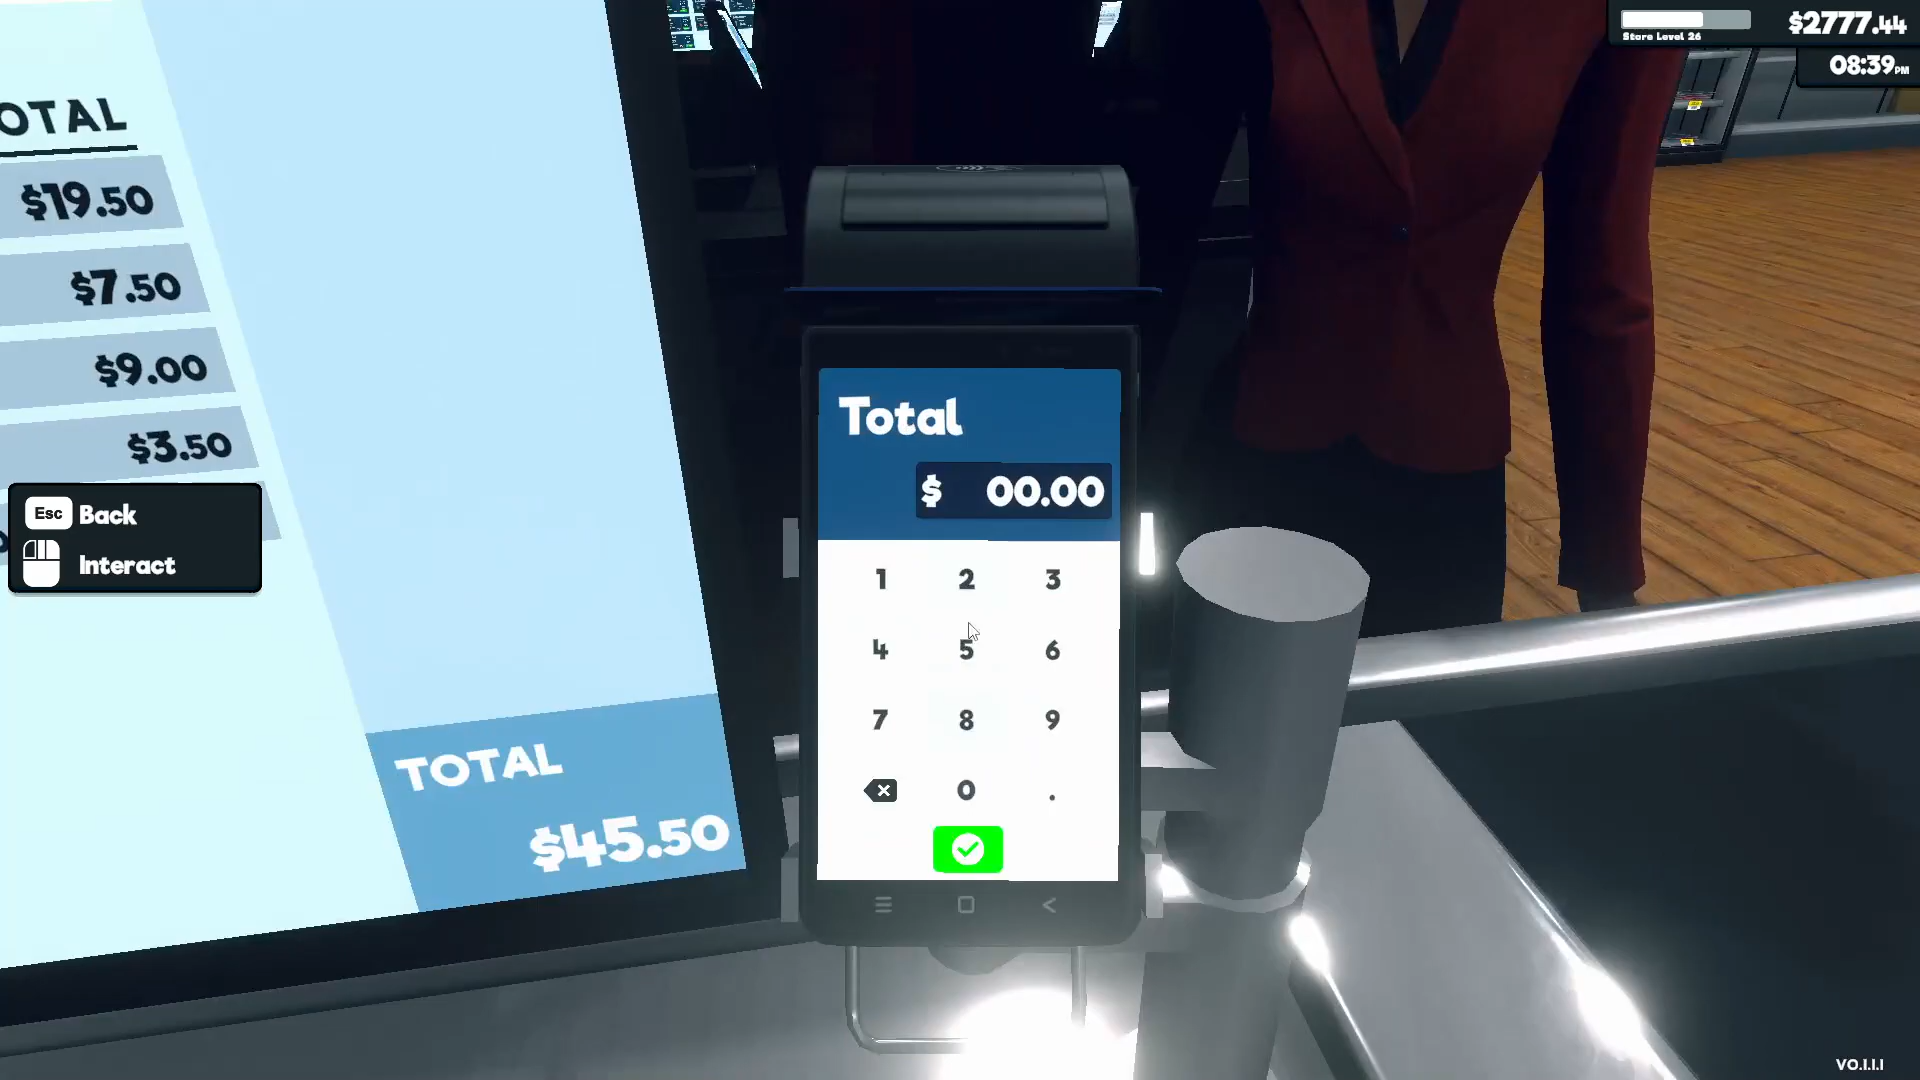 $2777.44
Store Level 26
08:39PM
OTAL
$19.50
$7.50
$9.00
$3.50
Esc Back
Interact
TOTAL
$45.50
Total
$ 00.00
1 2 3
4 5 6
7 8 9
0 .
V0.1.1.1